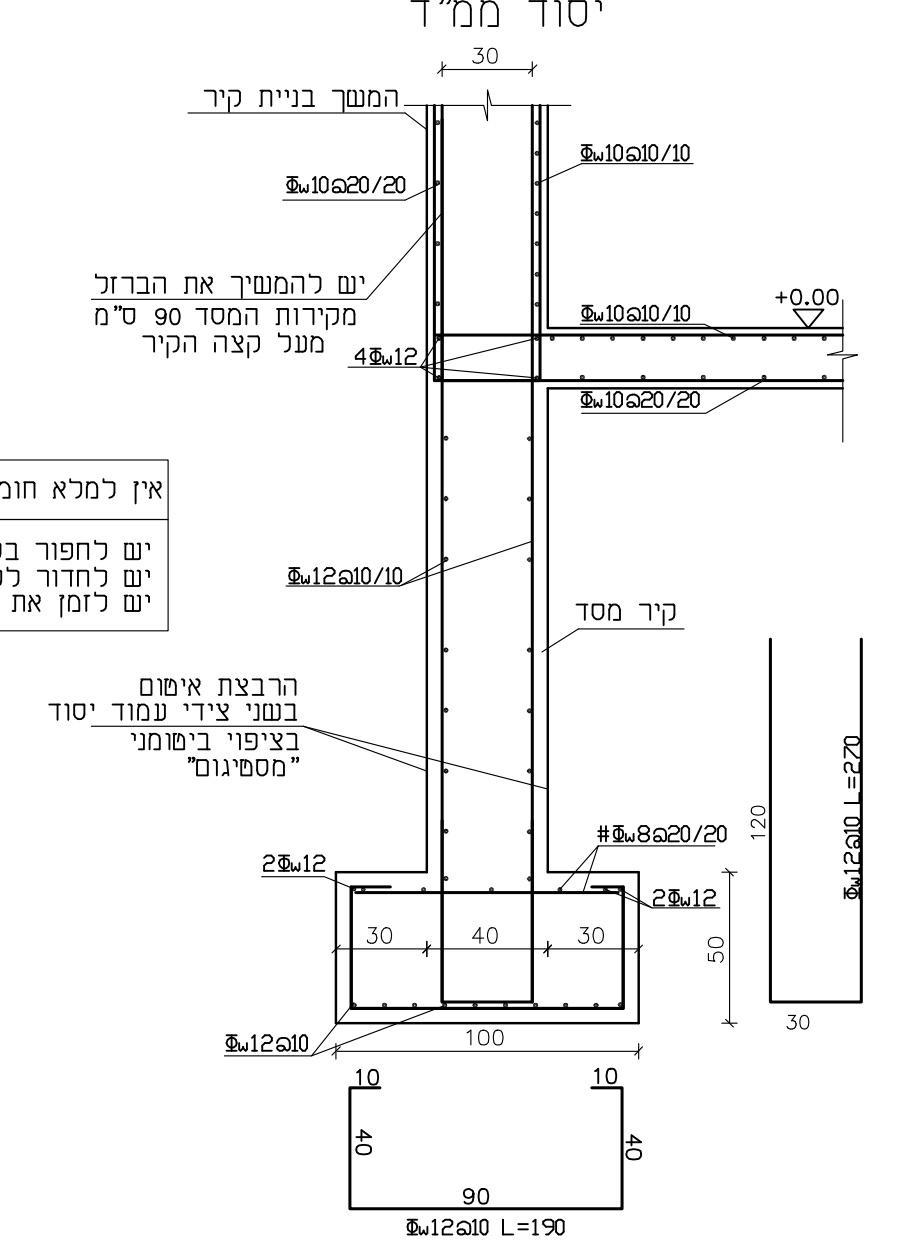 יסוד ממ"ד
30
המשך בניית קיר
Φw10@10/10
Φw10@20/20
יש להמשיך את הברזל
מקירות המסד 90 ס"מ
מעל קצה הקיר
+0.00
Φw10@10/10
4Φw12
Φw10@20/20
אין למלא
יש לחפור
יש לחדור
יש לזמן את
Φw12@10/10
קיר מסד
הרבצת איטום
בשני צידי עמוד יסוד
בציפוי ביטומני
"מסטיגום"
Φw12@10 L=270
120
30
#Φw8@20/20
2Φw12
2Φw12
30 40 30
50
Φw12@10
100
10 10
40 40
90
Φw12@10 L=190